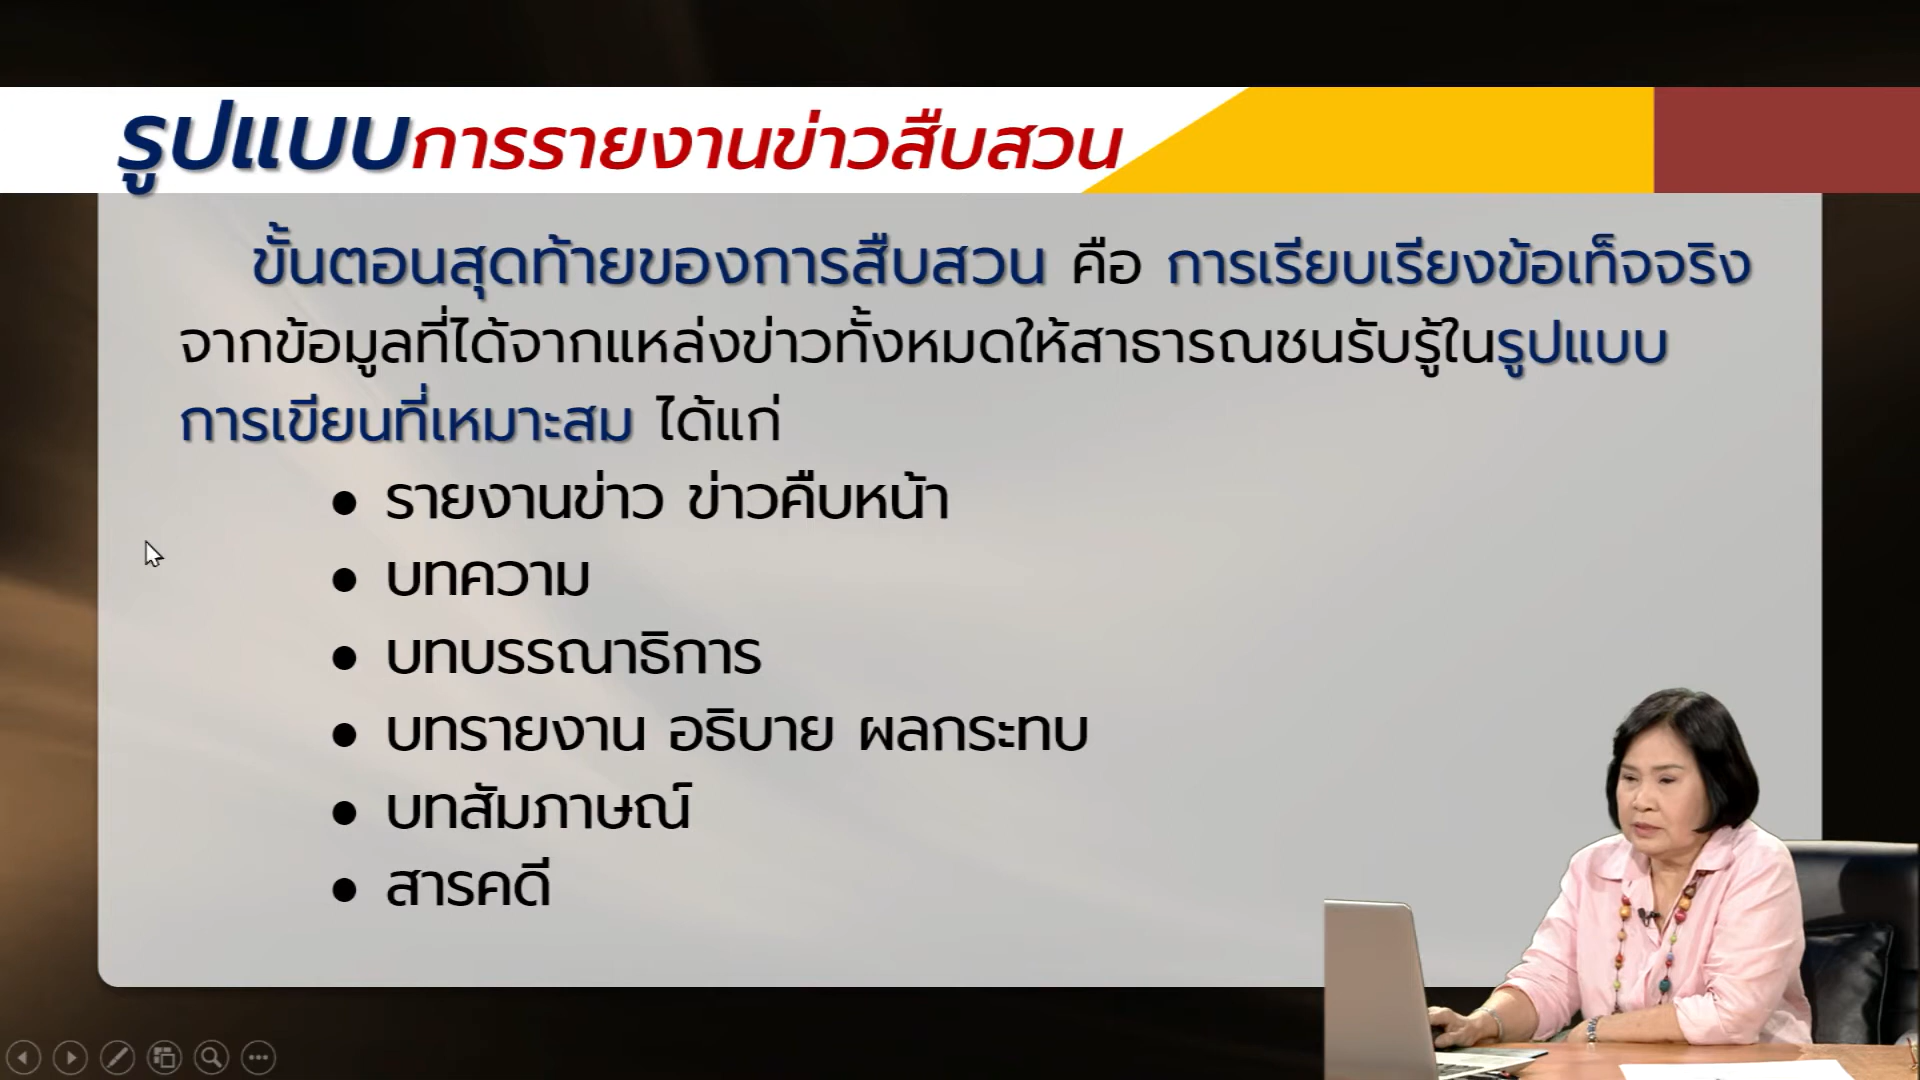 รูปแบบการรายงานข่าวสืบสวน
ขั้นตอนสุดท้ายของการสืบสวน คือ การเรียบเรียงข้อเท็จจริง
จากข้อมูลที่ได้จากแหล่งข่าวทั้งหมดให้สาธารณชนรับรู้ในรูปแบบ
การเขียนที่เหมาะสม ได้แก่
● รายงานข่าว ข่าวคืบหน้า
● บทความ
● บทบรรณาธิการ
● บทรายงาน อธิบาย ผลกระทบ
● บทสัมภาษณ์
● สารคดี